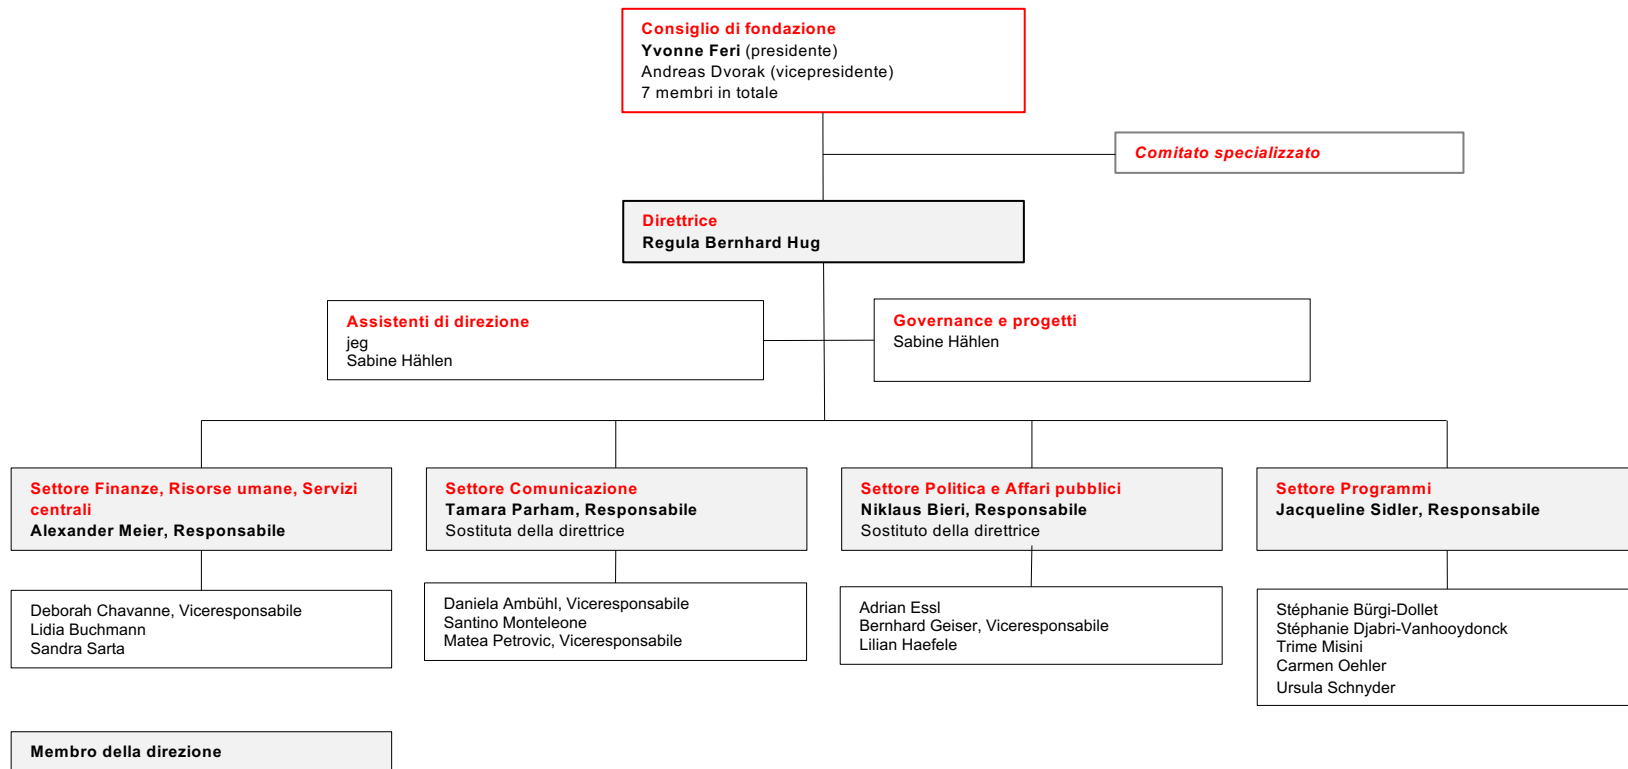 Consiglio di fondazione
Yvonne Feri (presidente)
Andreas Dvorak (vicepresidente)
7 membri in totale
Comitato specializzato
Direttrice
Regula Bernhard Hug
Assistenti di direzione
jeg
Sabine Hählen
Governance e progetti
Sabine Hählen
Settore Finanze, Risorse umane, Servizi
centrali
Alexander Meier, Responsabile
Settore Comunicazione
Tamara Parham, Responsabile
Sostituta della direttrice
Settore Politica e Affari pubblici
Niklaus Bieri, Responsabile
Sostituto della direttrice
Settore Programmi
Jacqueline Sidler, Responsabile
Deborah Chavanne, Viceresponsabile
Lidia Buchmann
Sandra Sarta
Daniela Ambühl, Viceresponsabile
Santino Monteleone
Matea Petrovic, Viceresponsabile
Adrian Essl
Bernhard Geiser, Viceresponsabile
Lilian Haefele
Stéphanie Bürgi-Dollet
Stéphanie Djabri-Vanhooydonck
Trime Misini
Carmen Oehler
Ursula Schnyder
Membro della direzione